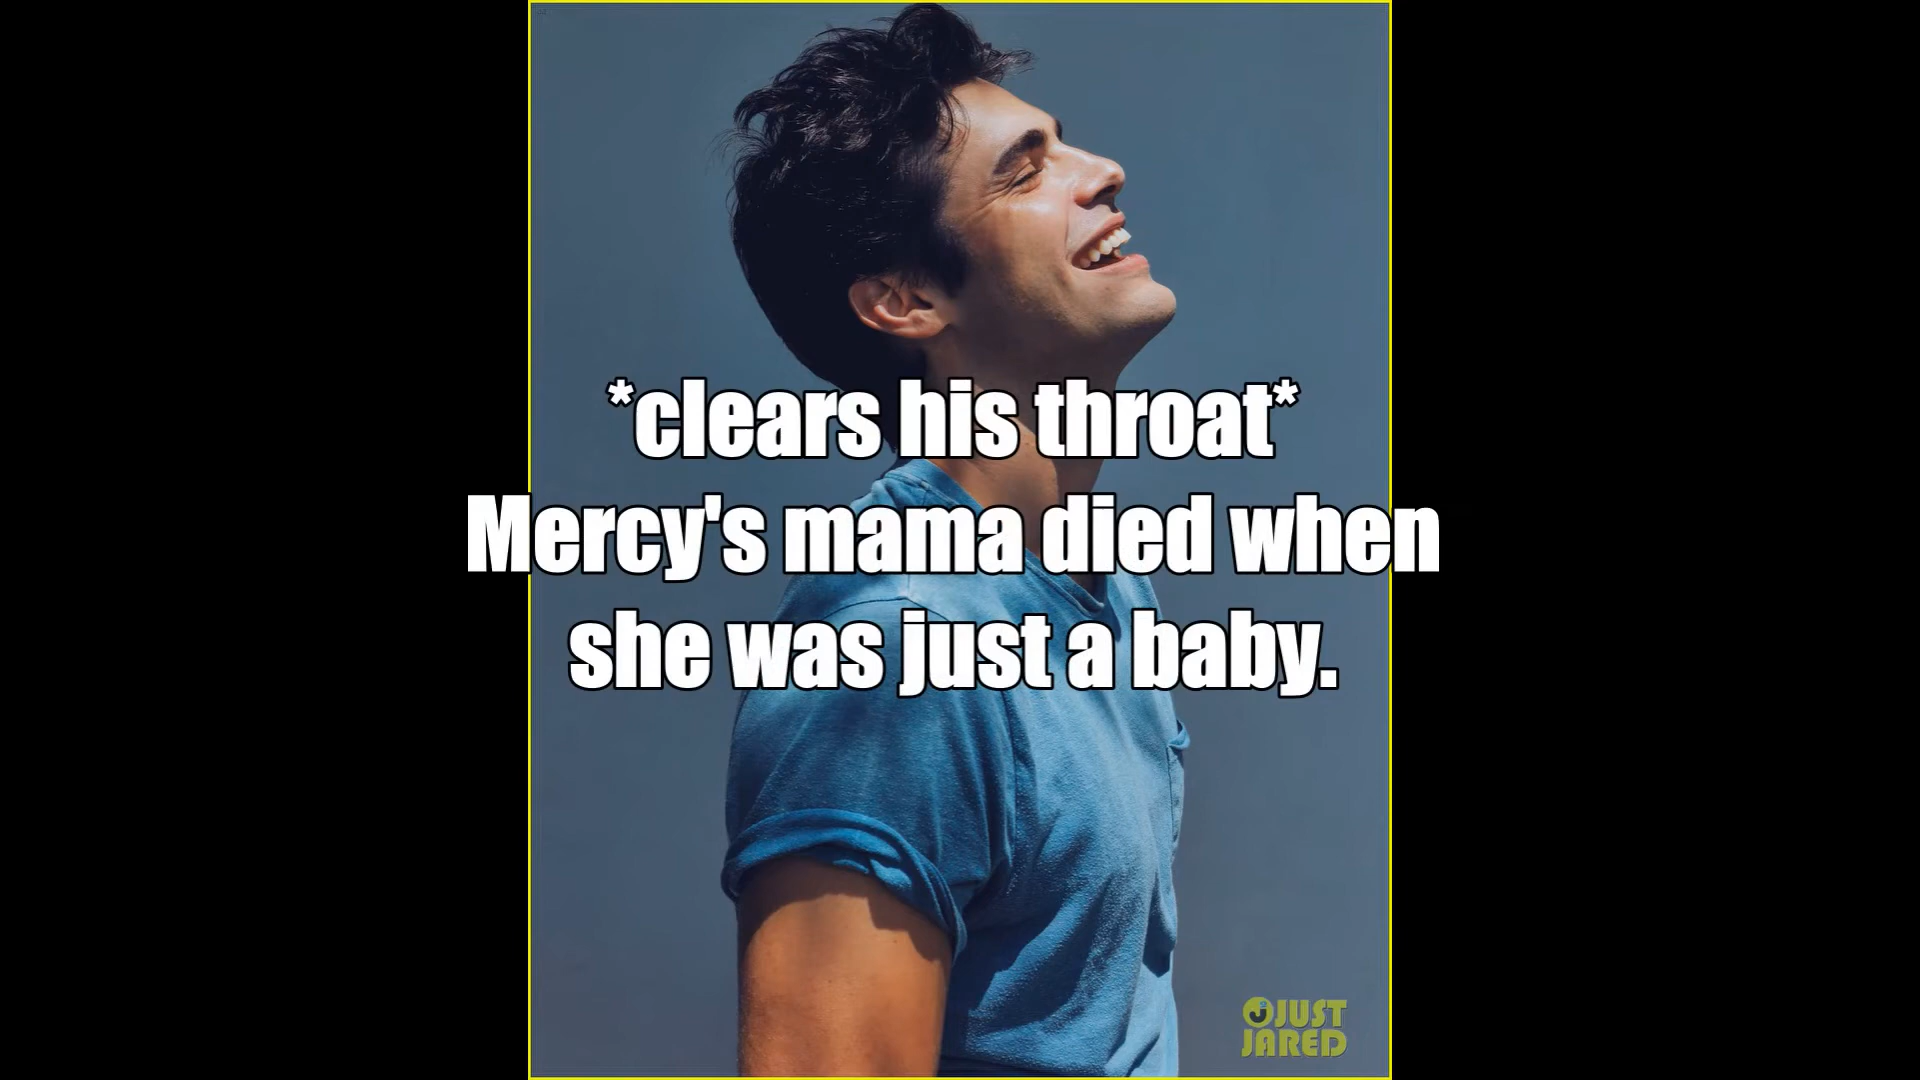 *clears his throat*
Mercy's mama died when
she was just a baby.
JUST
JARED